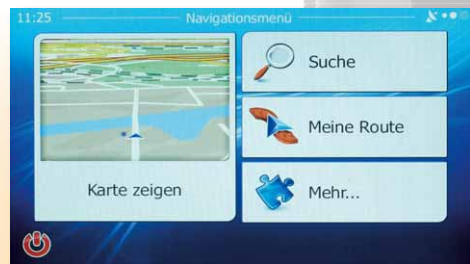 11:25
Navigationsmenü
Suche
Meine Route
Karte zeigen
Mehr...